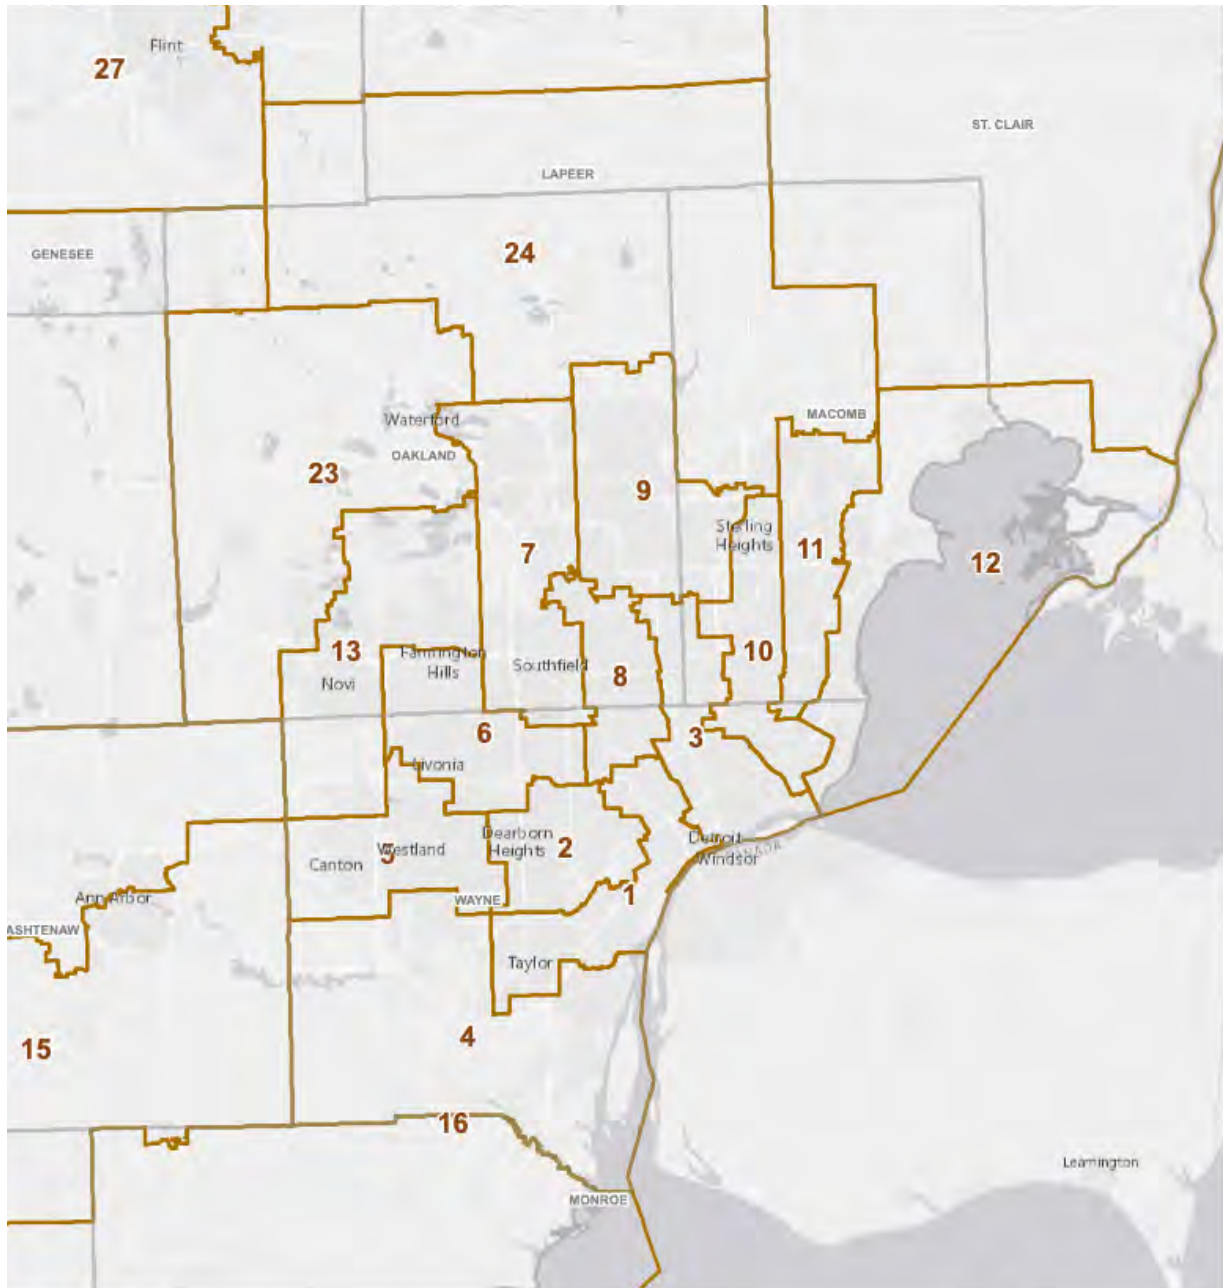 Flint
27
ST. CLAIR
LAPEER
GENESEE
24
Waterford
MACOMB
OAKLAND
23
9
Sterling
Heights
7
11
12
13
Farmington
Hills
Novi
Southfield
8
10
6
3
Livonia
Dearborn
Heights
2
Detroit
Windsor
CANADA
Canton
5
Westland
Ann Arbor
WAYNE
1
ASHTENAW
Taylor
4
15
16
Leamington
MONROE